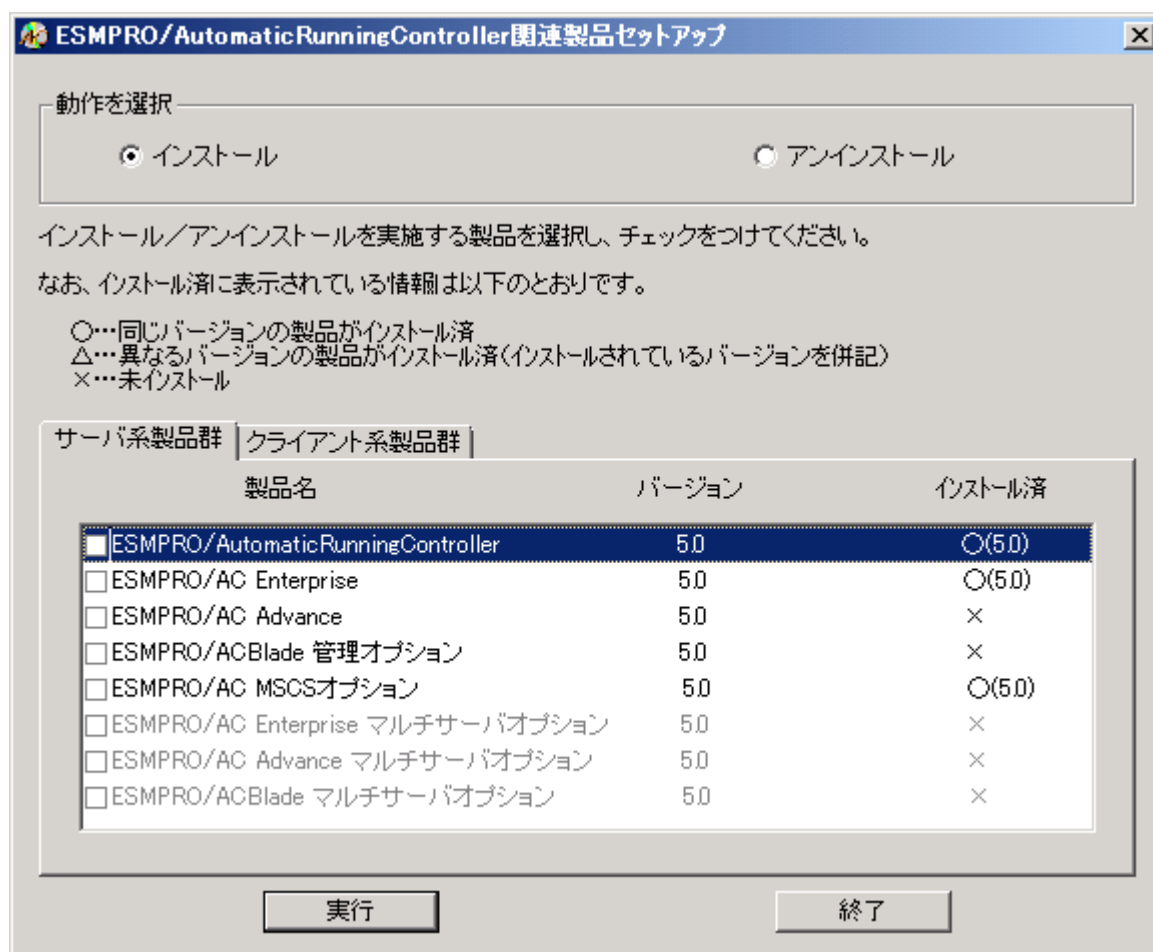 ESMPRO/AutomaticRunningController関連製品セットアップ
動作を選択
インストール アンインストール
インストール／アンインストールを実施する製品を選択し、チェックをつけてください。
なお、インストール済に表示されている情報は以下のとおりです。
○…同じバージョンの製品がインストール済
△…異なるバージョンの製品がインストール済(インストールされているバージョンを併記)
×…未インストール
サーバ系製品群 クライアント系製品群
製品名 バージョン インストール済
ESMPRO/AutomaticRunningController 5.0 ○(5.0)
ESMPRO/AC Enterprise 5.0 ○(5.0)
ESMPRO/AC Advance 5.0 ×
ESMPRO/ACBlade 管理オプション 5.0 ×
ESMPRO/AC MSCSオプション 5.0 ○(5.0)
ESMPRO/AC Enterprise マルチサーバオプション 5.0 ×
ESMPRO/AC Advance マルチサーバオプション 5.0 ×
ESMPRO/ACBlade マルチサーバオプション 5.0 ×
実行 終了